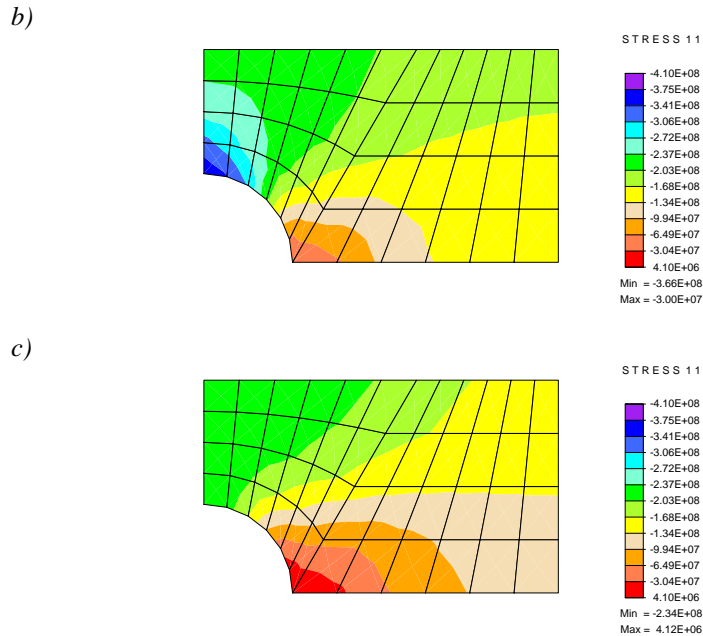 b)
S T R E S S 1 1
-4.10E+08
-3.75E+08
-3.41E+08
-3.06E+08
-2.72E+08
-2.37E+08
-2.03E+08
-1.68E+08
-1.34E+08
-9.94E+07
-6.49E+07
-3.04E+07
4.10E+06
Min = -3.66E+08
Max = -3.00E+07
c)
S T R E S S 1 1
-4.10E+08
-3.75E+08
-3.41E+08
-3.06E+08
-2.72E+08
-2.37E+08
-2.03E+08
-1.68E+08
-1.34E+08
-9.94E+07
-6.49E+07
-3.04E+07
4.10E+06
Min = -2.34E+08
Max = 4.12E+06